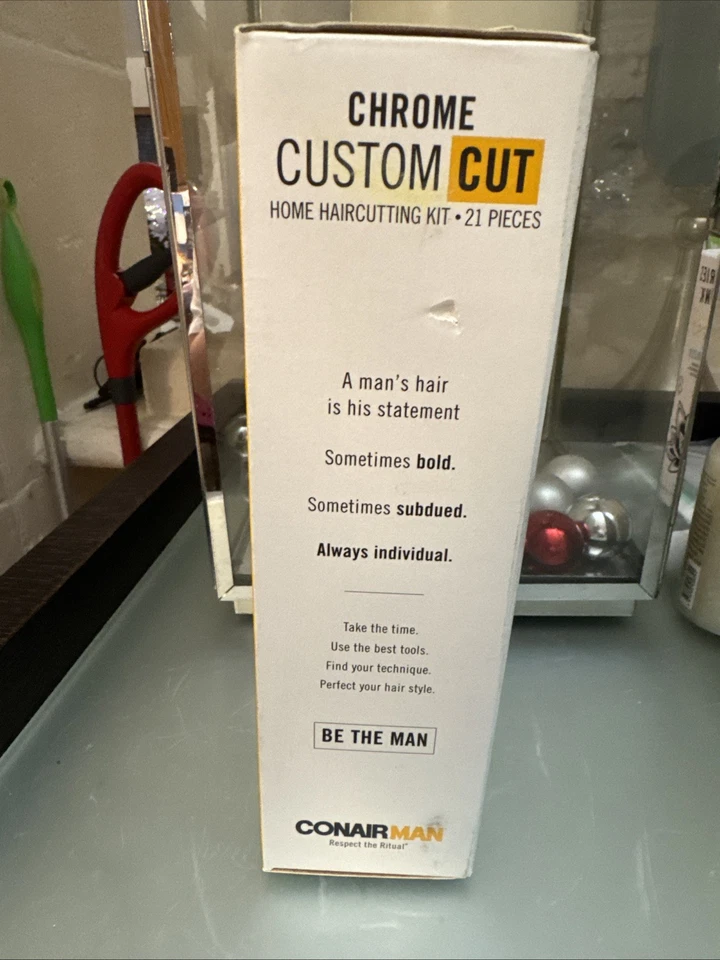 CHROME
CUSTOM CUT
HOME HAIRCUTTING KIT • 21 PIECES
A man's hair
is his statement
Sometimes bold.
Sometimes subdued.
Always individual.
Take the time.
Use the best tools.
Find your technique.
Perfect your hair style.
BE THE MAN
CONAIRMAN
Respect the Ritual™